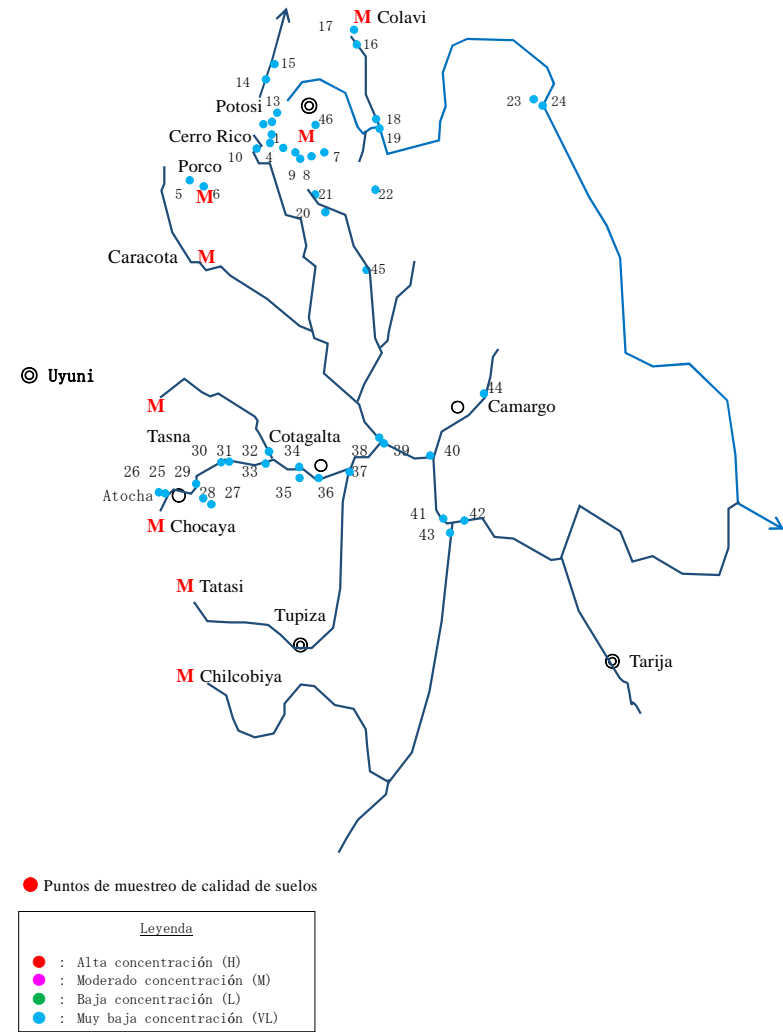 M Colavi
17
16
15
14
13
Potosi
46
18
23
24
Cerro Rico
1
M
19
10
4
9
8
7
Porco
5
6
M
21
22
20
Caracota
M
45
Uyuni
M
44
Camargo
Tasna
30
31
32
Cotagalta
34
38
39
40
33
37
26
25
29
35
36
Atocha
28
27
41
42
43
M Chocaya
M Tatasi
Tupiza
Tarija
M Chilcobiya
Puntos de muestreo de calidad de suelos
Leyenda
: Alta concentración (H)
: Moderado concentración (M)
: Baja concentración (L)
: Muy baja concentración (VL)